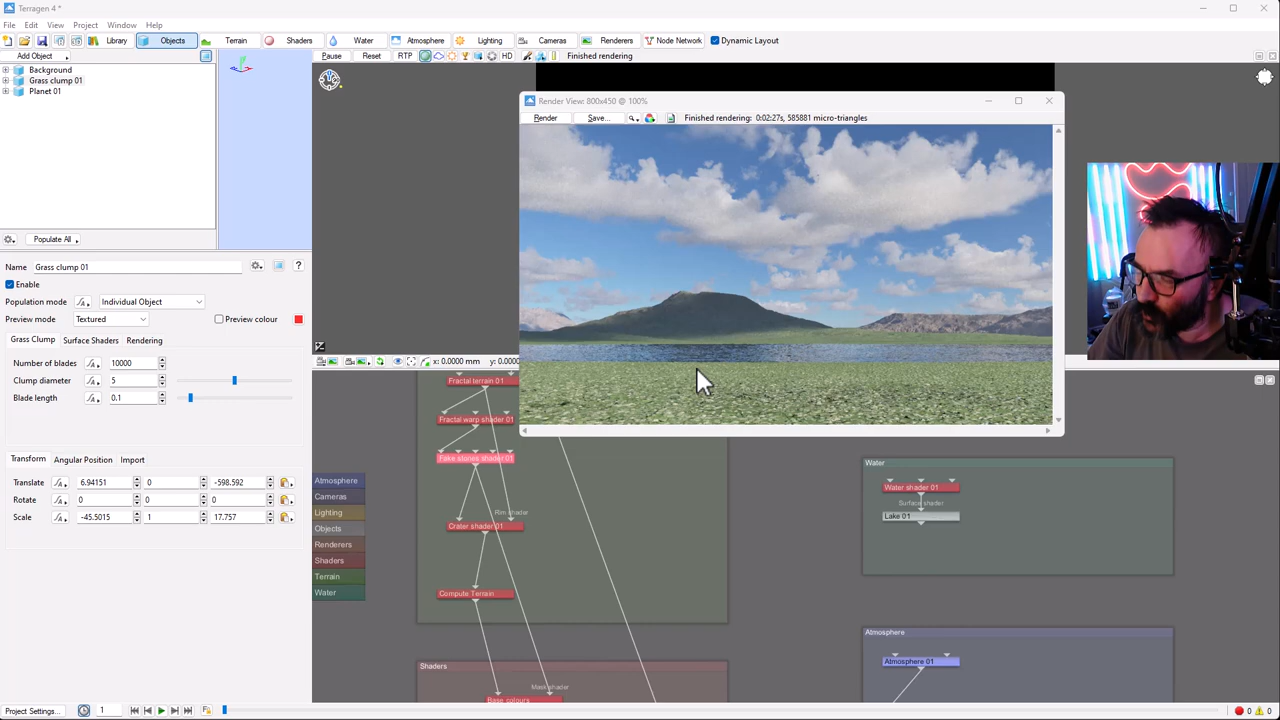 Terragen 4 *
File Edit View Project Window Help
Library Objects Terrain Shaders Water Atmosphere Lighting Cameras Renderers Node Network Dynamic Layout
Add Object Pause Reset RTP HD Finished rendering
Background
Grass clump 01
Planet 01
Render View: 800x450 @ 100%
Render Save... Finished rendering: 0:02:27s, 585881 micro-triangles
Populate All
Name Grass clump 01 ?
Enable
Population mode Individual Object
Preview mode Textured Preview colour
Grass Clump Surface Shaders Rendering
Number of blades 10000
Clump diameter 5
Blade length 0.1
Transform Angular Position Import
Translate 6.94151 0 -598.592
Rotate 0 0 0
Scale -45.5015 1 17.757
x: 0.0000 mm y: 0.0000
Atmosphere
Cameras
Lighting
Objects
Renderers
Shaders
Terrain
Water
Fractal terrain 01
Fractal warp shader 01
Fake stones shader 01
Rim shader
Crater shader 01
Compute Terrain
Shaders
Mask shader
Base colours
Water
Water shader 01
Surface shader
Lake 01
Atmosphere
Atmosphere 01
Project Settings... 1 0 0